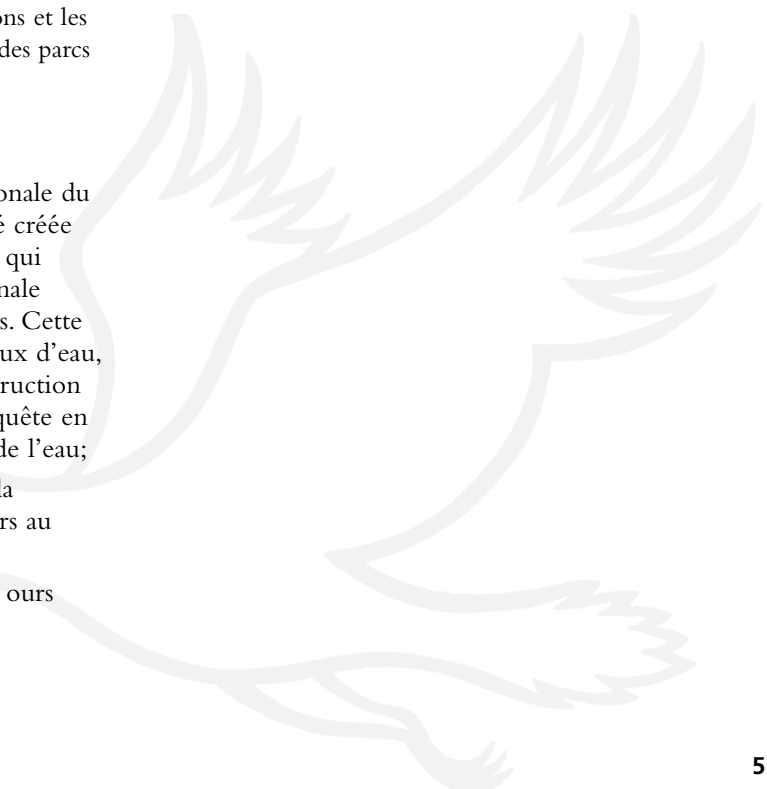 ons et les
des parcs
onale du
é créée
qui
nale
s. Cette
ux d'eau,
ruction
quête en
de l'eau;
la
rs au
ours
5